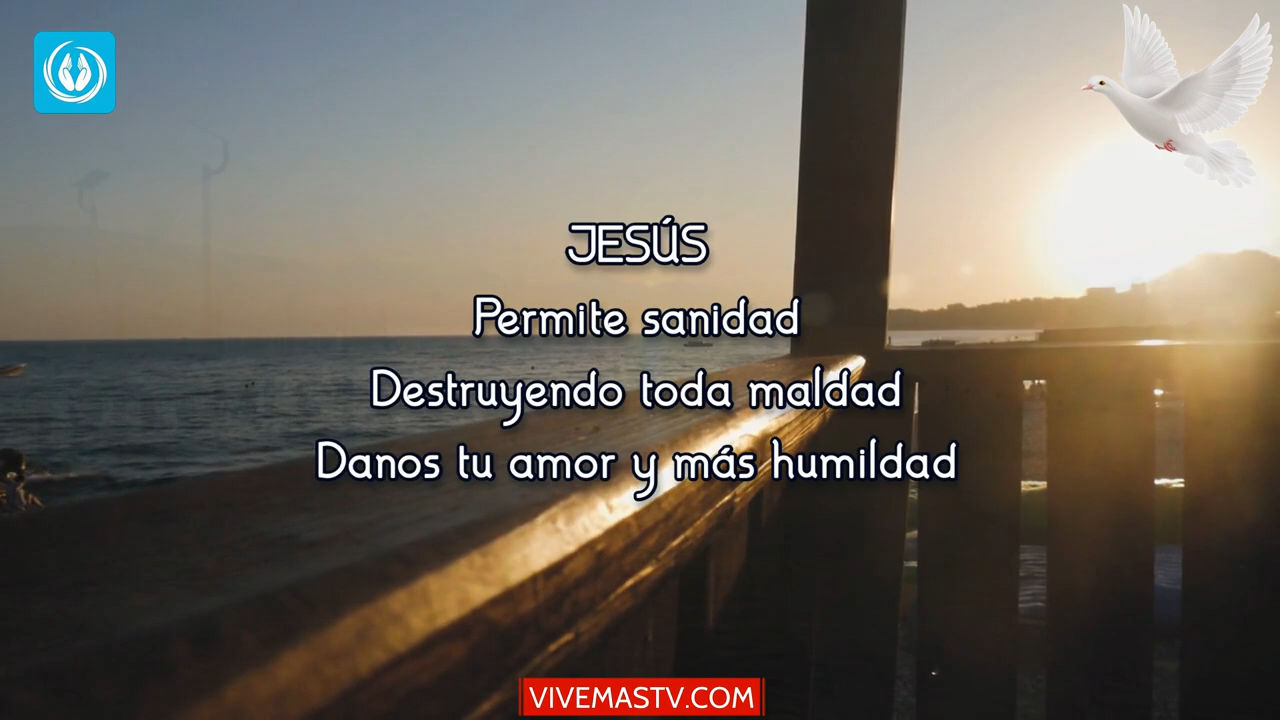 JESÚS
Permite sanidad
Destruyendo toda maldad
Danos tu amor y más humildad
VIVEMASTV.COM